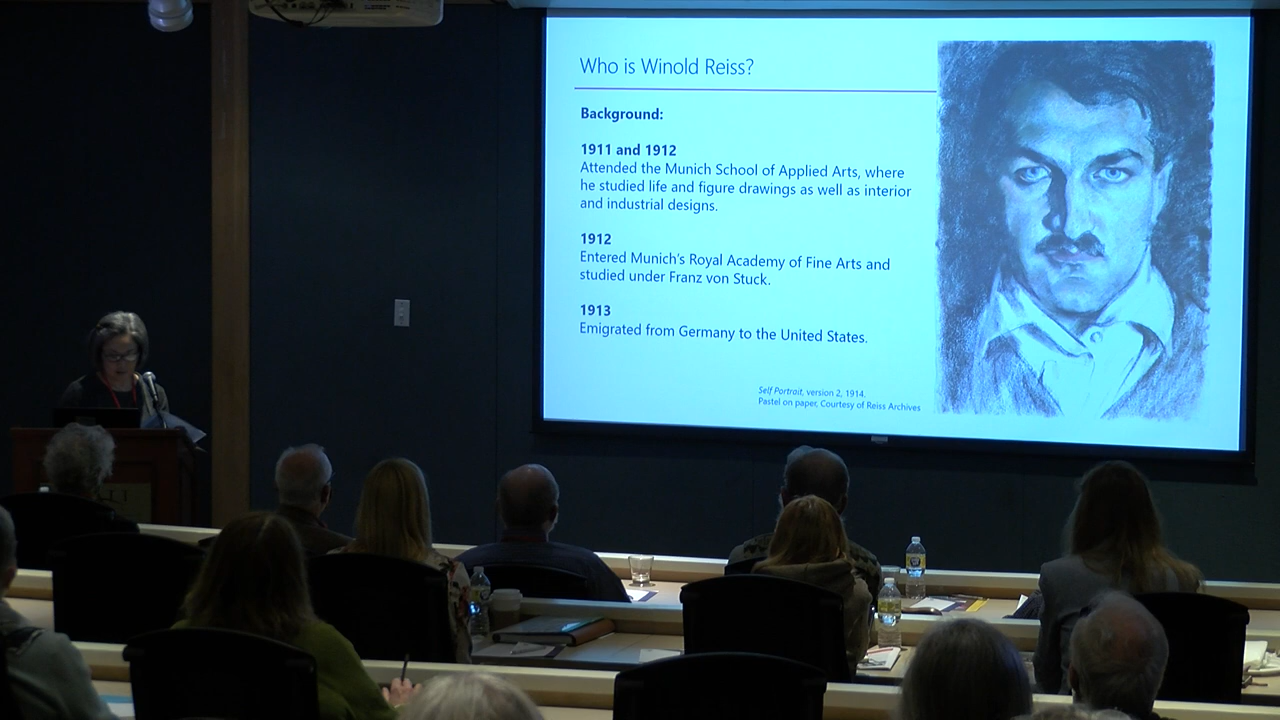 Who is Winold Reiss?
Background:
1911 and 1912
Attended the Munich School of Applied Arts, where
he studied life and figure drawings as well as interior
and industrial designs.
1912
Entered Munich's Royal Academy of Fine Arts and
studied under Franz von Stuck.
1913
Emigrated from Germany to the United States.
Self Portrait, version 2, 1914.
Pastel on paper, Courtesy of Reiss Archives